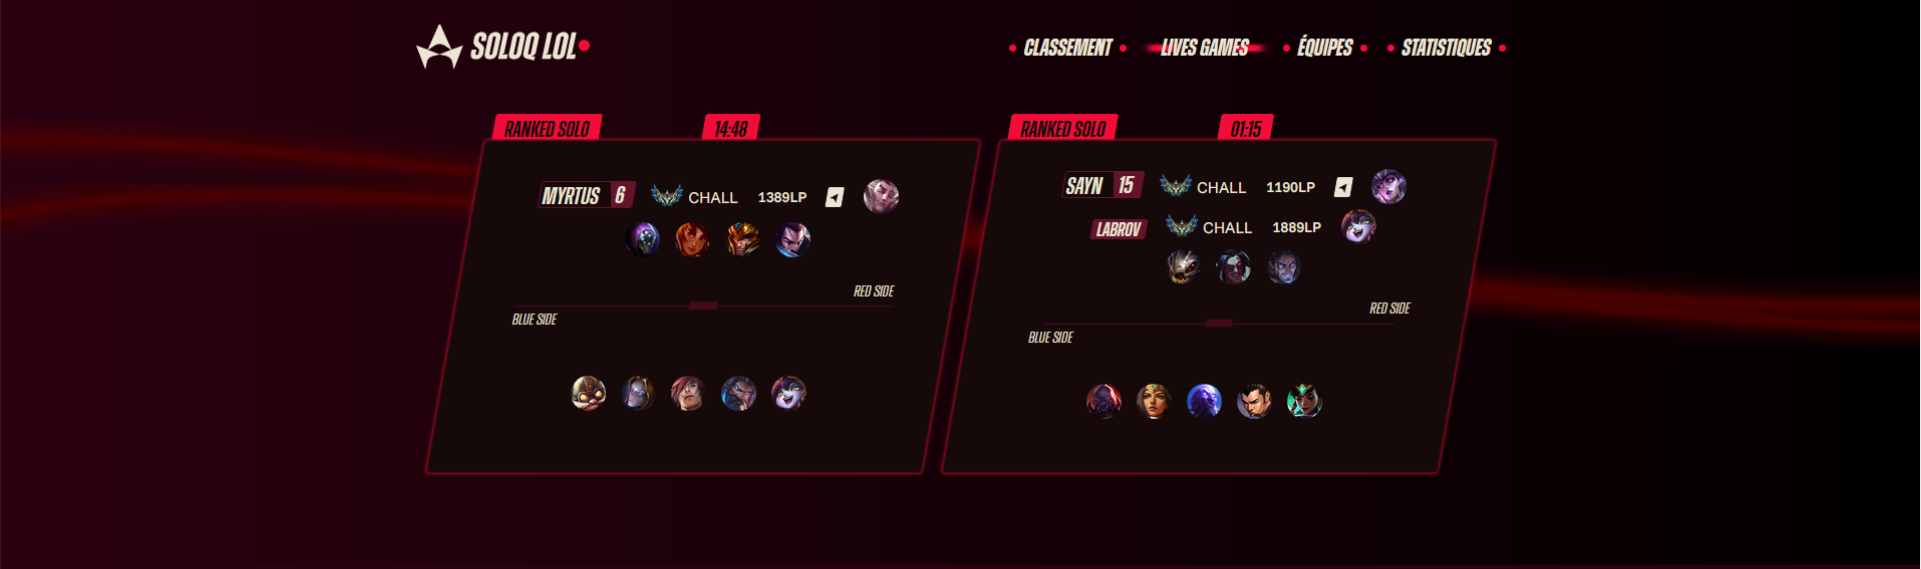 SOLOQ LOL
CLASSEMENT
LIVES GAMES
ÉQUIPES
STATISTIQUES
RANKED SOLO
14:48
MYRTUS 6 CHALL 1389LP
RED SIDE
BLUE SIDE
RANKED SOLO
01:15
SAYN 15 CHALL 1190LP
LABROV CHALL 1889LP
RED SIDE
BLUE SIDE